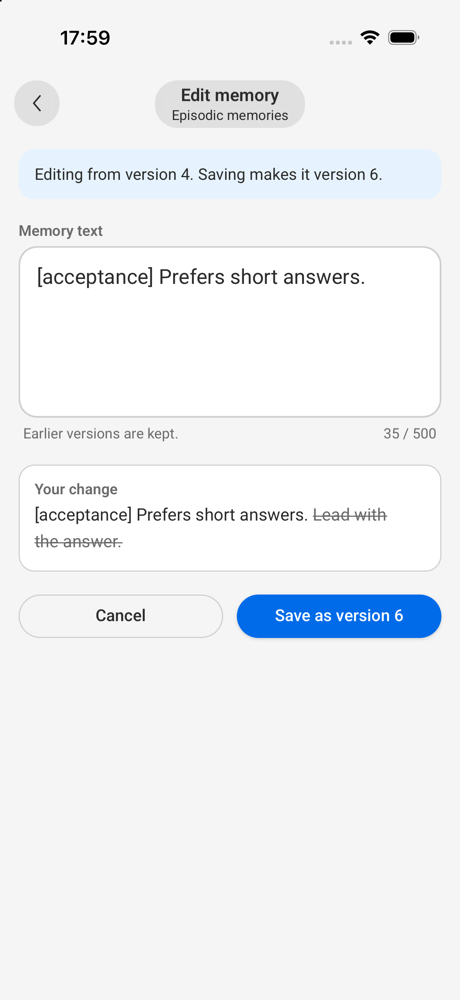 17:59
Edit memory
Episodic memories
Editing from version 4. Saving makes it version 6.
Memory text
[acceptance] Prefers short answers.
Earlier versions are kept.
35 / 500
Your change
[acceptance] Prefers short answers. Lead with
the answer.
Cancel
Save as version 6